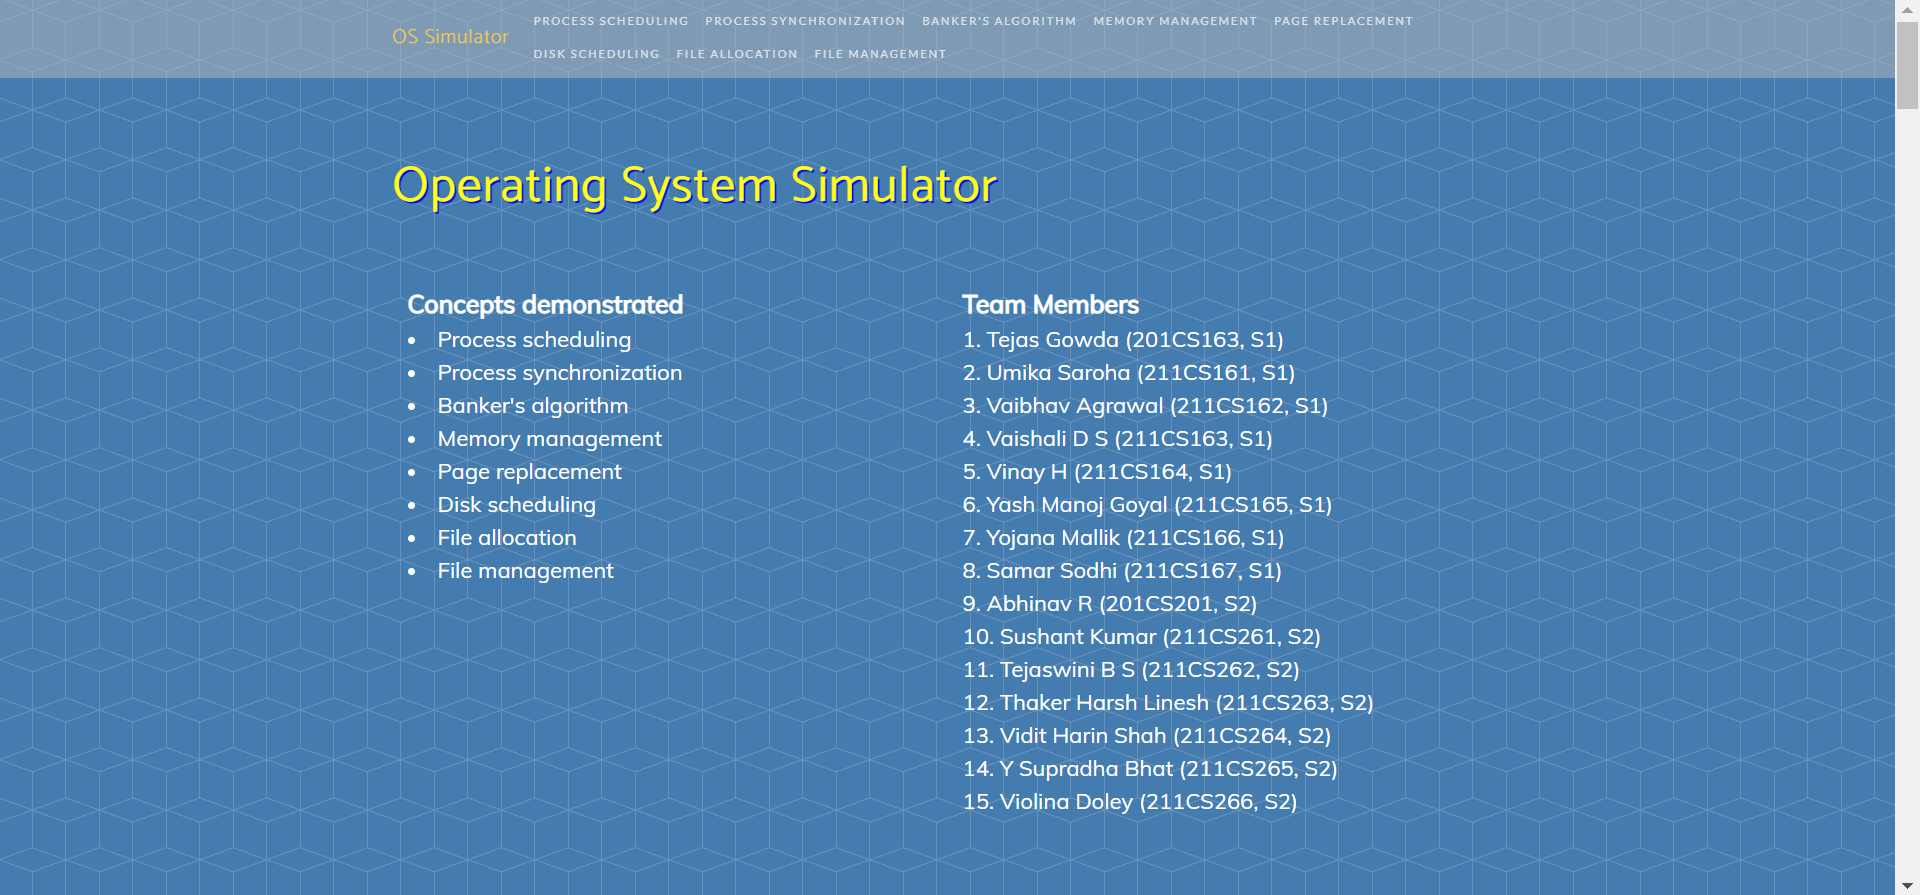 OS Simulator
PROCESS SCHEDULING PROCESS SYNCHRONIZATION BANKER'S ALGORITHM MEMORY MANAGEMENT PAGE REPLACEMENT
DISK SCHEDULING FILE ALLOCATION FILE MANAGEMENT
Operating System Simulator
Concepts demonstrated
• Process scheduling
• Process synchronization
• Banker's algorithm
• Memory management
• Page replacement
• Disk scheduling
• File allocation
• File management
Team Members
1. Tejas Gowda (201CS163, S1)
2. Umika Saroha (211CS161, S1)
3. Vaibhav Agrawal (211CS162, S1)
4. Vaishali D S (211CS163, S1)
5. Vinay H (211CS164, S1)
6. Yash Manoj Goyal (211CS165, S1)
7. Yojana Mallik (211CS166, S1)
8. Samar Sodhi (211CS167, S1)
9. Abhinav R (201CS201, S2)
10. Sushant Kumar (211CS261, S2)
11. Tejaswini B S (211CS262, S2)
12. Thaker Harsh Linesh (211CS263, S2)
13. Vidit Harin Shah (211CS264, S2)
14. Y Supradha Bhat (211CS265, S2)
15. Violina Doley (211CS266, S2)